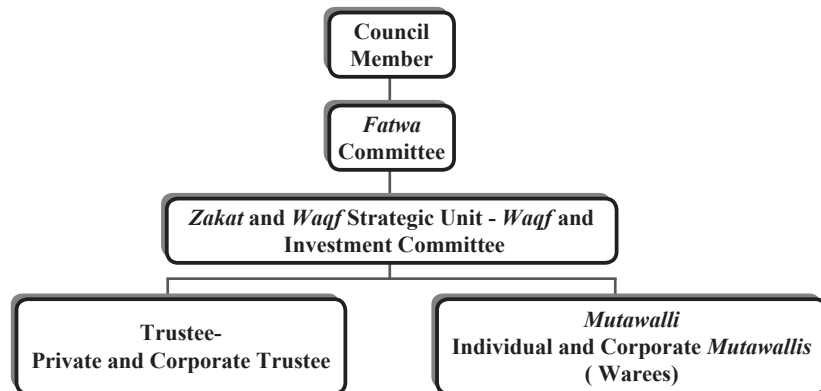 Council
Member
Fatwa
Committee
Zakat and Waqf Strategic Unit - Waqf and
Investment Committee
Trustee-
Private and Corporate Trustee
Mutawalli
Individual and Corporate Mutawallis
( Warees)